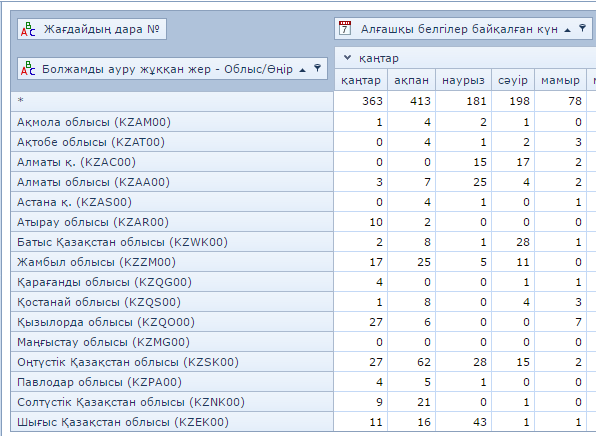 Жағдайдың дара №
Алғашқы белгілер байқалған күн
Болжамды ауру жұққан жер - Облыс/Өңір
қаңтар
қаңтар ақпан наурыз сәуір мамыр
* 363 413 181 198 78
Ақмола облысы (KZAM00) 1 4 2 1 0
Ақтобе облысы (KZAT00) 0 4 1 2 3
Алматы қ. (KZAC00) 0 0 15 17 2
Алматы облысы (KZAA00) 3 7 25 4 2
Астана қ. (KZAS00) 0 4 1 0 1
Атырау облысы (KZAR00) 10 2 0 0 0
Батыс Қазақстан облысы (KZWK00) 2 8 1 28 1
Жамбыл облысы (KZZM00) 17 25 5 11 0
Қарағанды облысы (KZQG00) 4 0 0 1 1
Қостанай облысы (KZQS00) 1 8 0 4 3
Қызылорда облысы (KZQO00) 27 6 0 0 7
Маңғыстау облысы (KZMG00) 0 0 0 0 0
Оңтүстік Қазақстан облысы (KZSK00) 27 62 28 15 2
Павлодар облысы (KZPA00) 4 5 1 0 0
Солтүстік Қазақстан облысы (KZNK00) 9 21 0 1 0
Шығыс Қазақстан облысы (KZEK00) 11 16 43 1 1